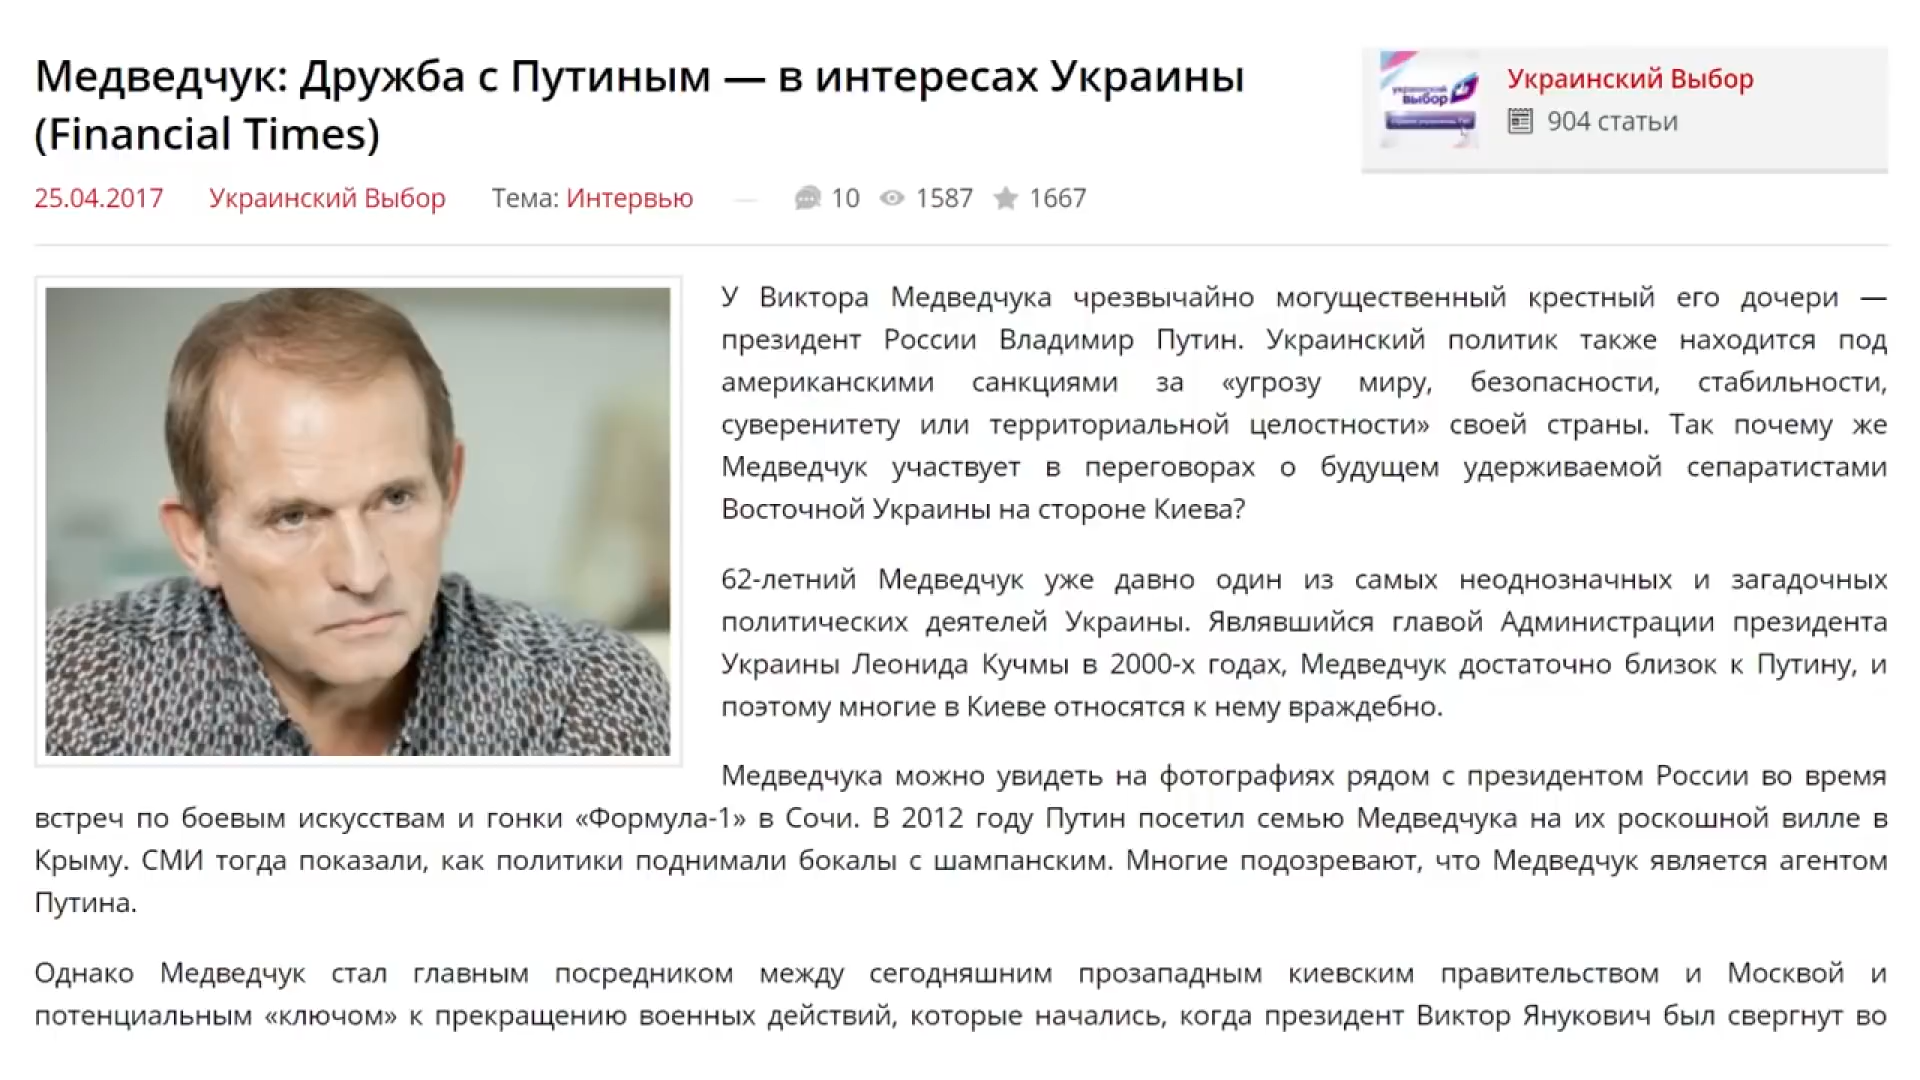 Медведчук: Дружба с Путиным — в интересах Украины
(Financial Times)
25.04.2017 Украинский Выбор Тема: Интервью — 10 1587 1667
украинский
выбор
Украинский Выбор
904 статьи
У Виктора Медведчука чрезвычайно могущественный крестный его дочери —
президент России Владимир Путин. Украинский политик также находится под
американскими санкциями за «угрозу миру, безопасности, стабильности,
суверенитету или территориальной целостности» своей страны. Так почему же
Медведчук участвует в переговорах о будущем удерживаемой сепаратистами
Восточной Украины на стороне Киева?
62-летний Медведчук уже давно один из самых неоднозначных и загадочных
политических деятелей Украины. Являвшийся главой Администрации президента
Украины Леонида Кучмы в 2000-х годах, Медведчук достаточно близок к Путину, и
поэтому многие в Киеве относятся к нему враждебно.
Медведчука можно увидеть на фотографиях рядом с президентом России во время
встреч по боевым искусствам и гонки «Формула-1» в Сочи. В 2012 году Путин посетил семью Медведчука на их роскошной вилле в
Крыму. СМИ тогда показали, как политики поднимали бокалы с шампанским. Многие подозревают, что Медведчук является агентом
Путина.
Однако Медведчук стал главным посредником между сегодняшним прозападным киевским правительством и Москвой и
потенциальным «ключом» к прекращению военных действий, которые начались, когда президент Виктор Янукович был свергнут во